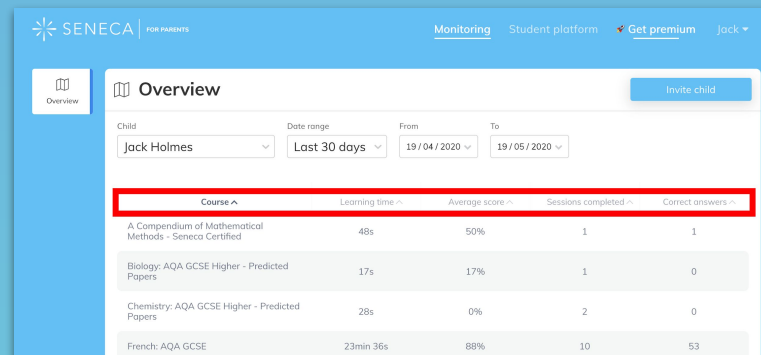 SENECA FOR PARENTS
Monitoring Student platform Get premium Jack
Overview
Overview
Invite child
Child Date range From To
Jack Holmes Last 30 days 19 / 04 / 2020 19 / 05 / 2020
Course Learning time Average score Sessions completed Correct answers
A Compendium of Mathematical
Methods - Seneca Certified
48s 50% 1 1
Biology: AQA GCSE Higher - Predicted
Papers
17s 17% 1 0
Chemistry: AQA GCSE Higher - Predicted
Papers
28s 0% 2 0
French: AQA GCSE 23min 36s 88% 10 53